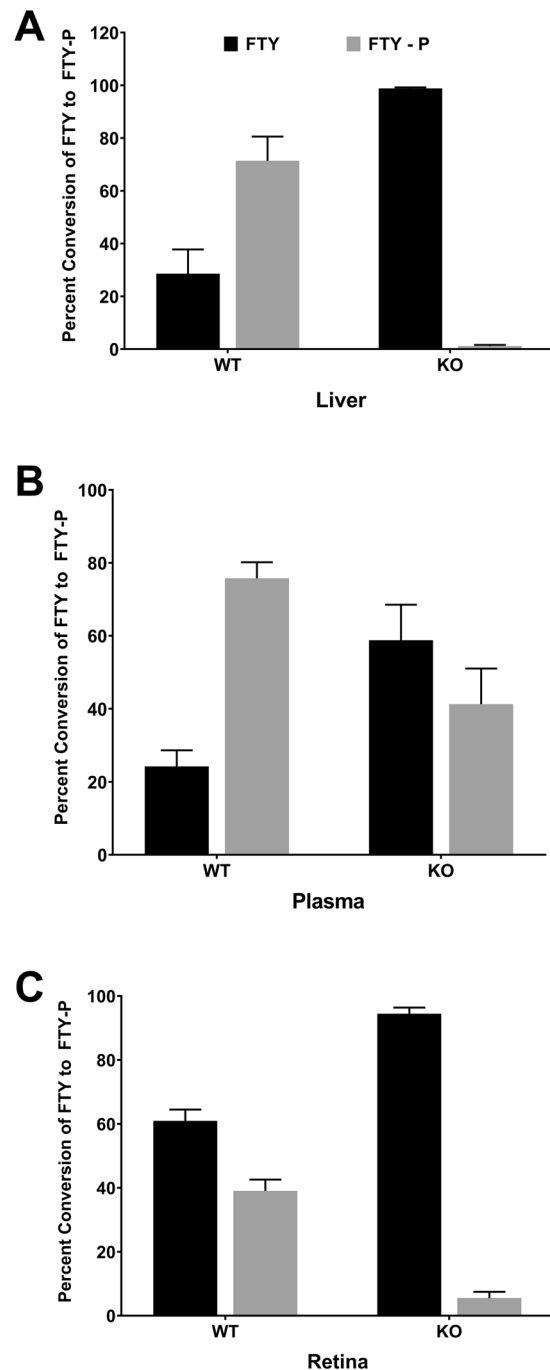 A
Percent Conversion of FTY to FTY-P
120
FTY
FTY - P
100
80
60
40
20
0
WT
KO
Liver
B
Percent Conversion of FTY to FTY-P
100
80
60
40
20
0
WT
KO
Plasma
C
Percent Conversion of FTY to FTY-P
100
80
60
40
20
0
WT
KO
Retina